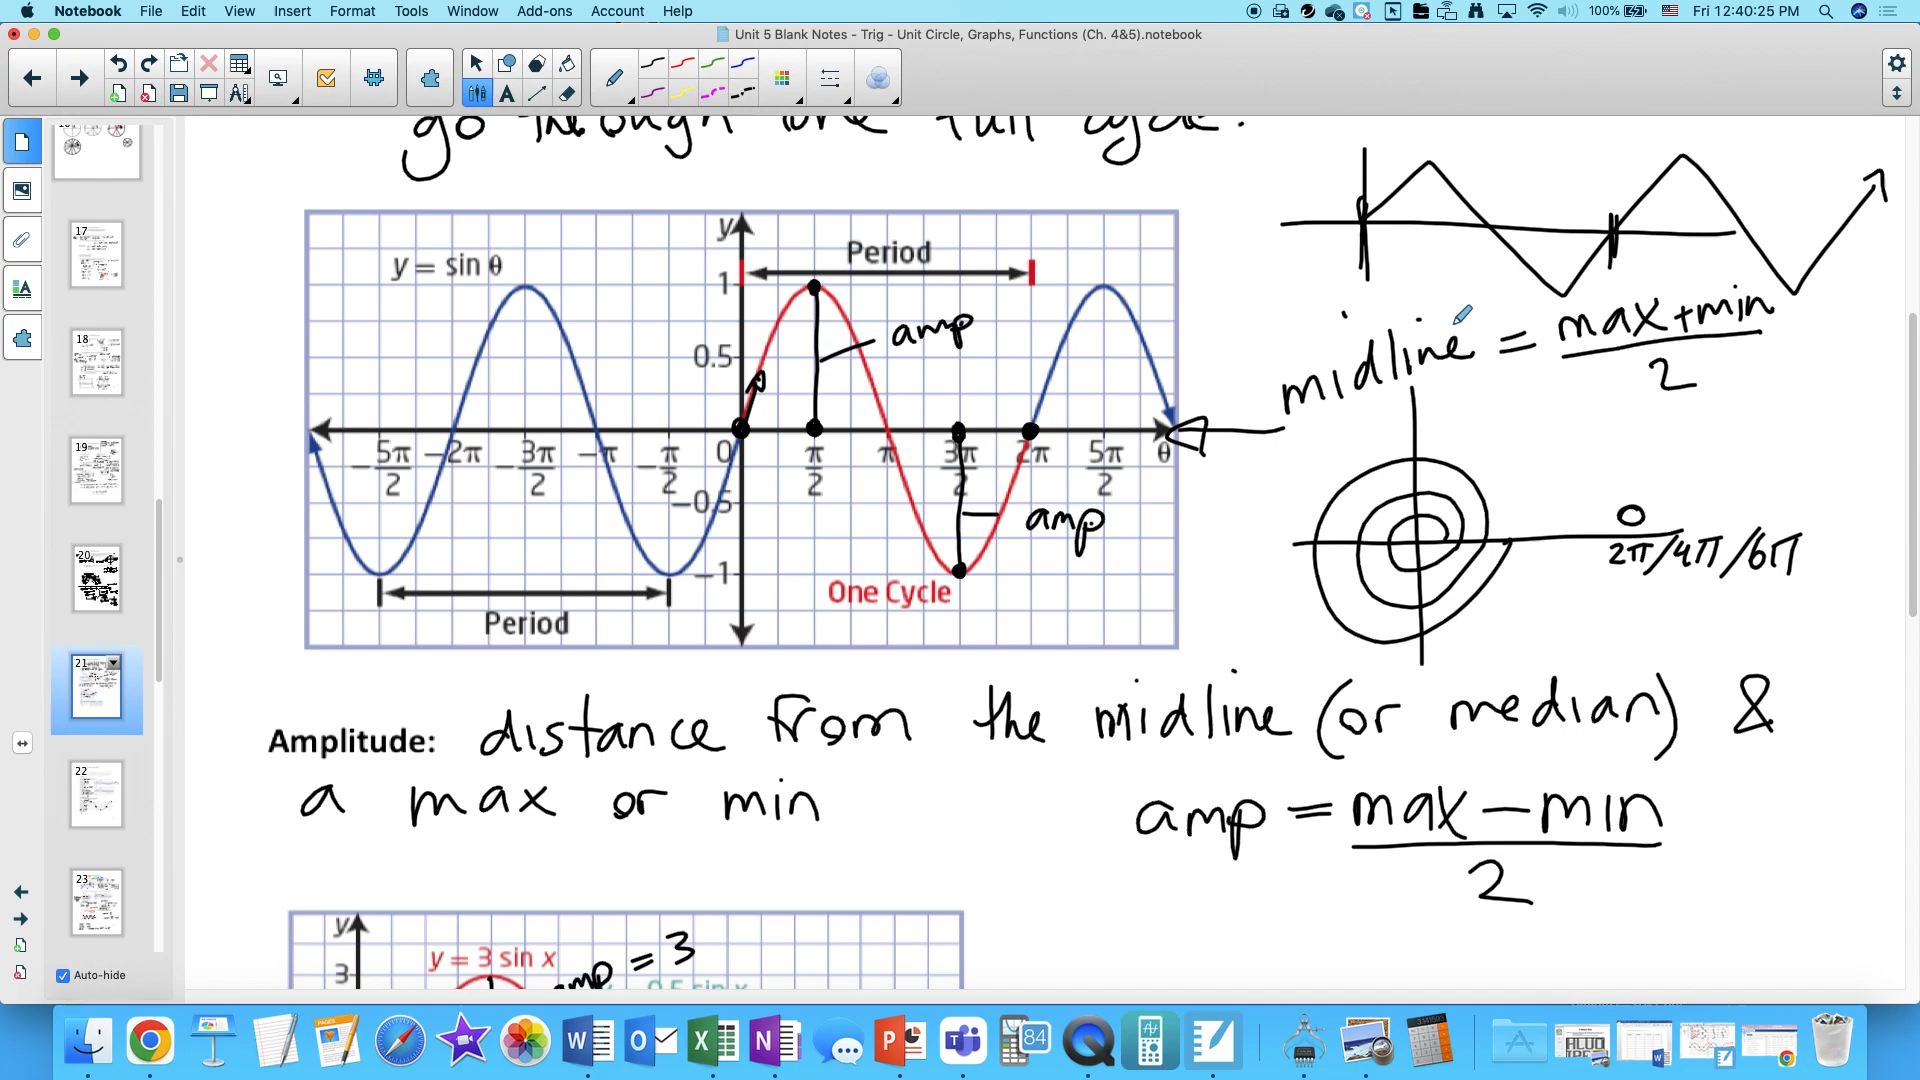 Notebook File Edit View Insert Format Tools Window Add-ons Account Help 100% Fri 12:40:25 PM
Unit 5 Blank Notes - Trig - Unit Circle, Graphs, Functions (Ch. 4&5).notebook
go through one full cycle.
y = sin θ
y
Period
1
0.5
amp
-5π/2 -2π -3π/2 -π -π/2 0 π/2 π 3π/2 2π 5π/2 θ
-0.5
amp
-1
One Cycle
Period
midline = max+min/2
0
2π/4π/6π
Amplitude: distance from the midline (or median) &
a max or min
amp = max - min/2
y
3
y = 3 sin x
amp = 3
0.5 sin x
17
18
19
20
21
22
23
Auto-hide
84